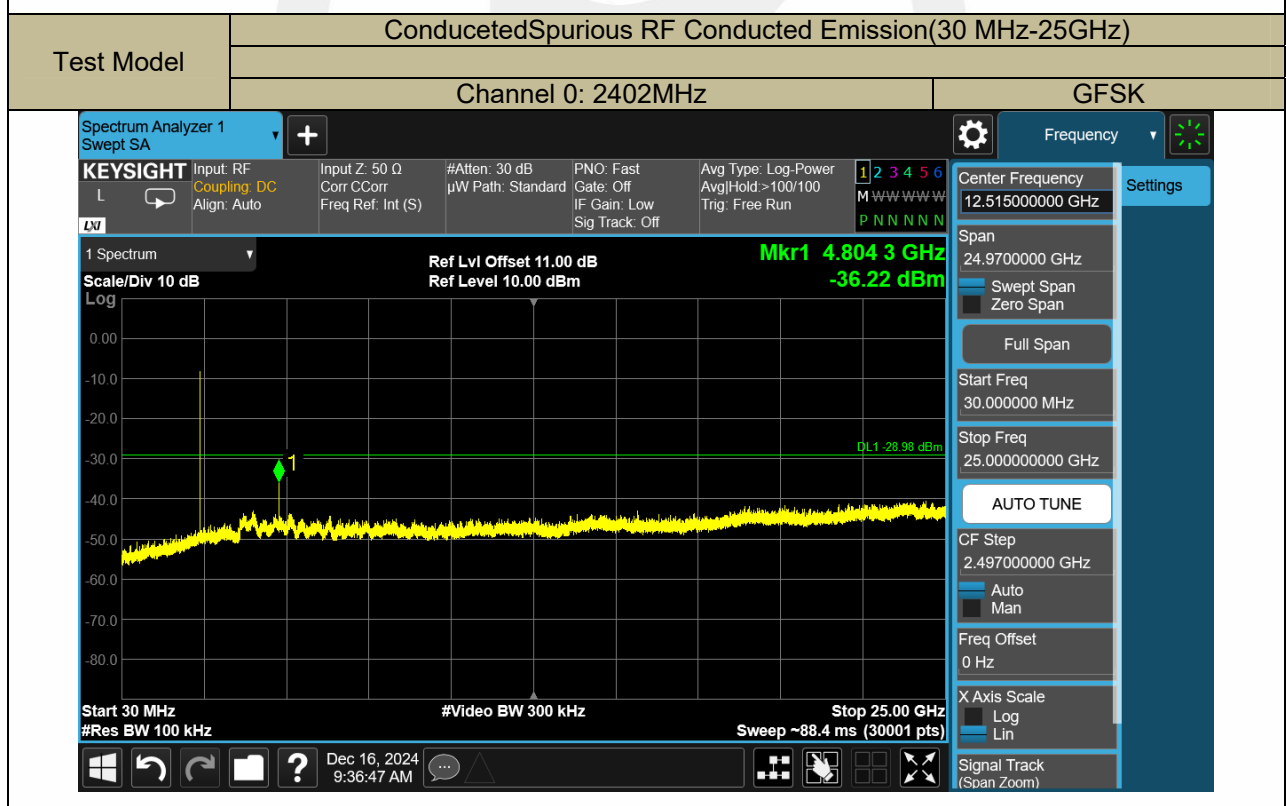 ConducetedSpurious RF Conducted Emission(30 MHz-25GHz)
Test Model
Channel 0: 2402MHz GFSK
Spectrum Analyzer 1
Swept SA
Frequency
KEYSIGHT
L
LXI
Input: RF
Coupling: DC
Align: Auto
Input Z: 50 Ω
Corr CCorr
Freq Ref: Int (S)
#Atten: 30 dB
µW Path: Standard
PNO: Fast
Gate: Off
IF Gain: Low
Sig Track: Off
Avg Type: Log-Power
Avg|Hold:>100/100
Trig: Free Run
1 2 3 4 5 6
M W W W W W
P N N N N N
1 Spectrum
Scale/Div 10 dB
Log
Ref Lvl Offset 11.00 dB
Ref Level 10.00 dBm
Mkr1 4.804 3 GHz
-36.22 dBm
0.00
-10.0
-20.0
-30.0
-40.0
-50.0
-60.0
-70.0
-80.0
1
DL1 -28.98 dBm
Start 30 MHz
#Res BW 100 kHz
#Video BW 300 kHz
Stop 25.00 GHz
Sweep ~88.4 ms (30001 pts)
Dec 16, 2024
9:36:47 AM
Center Frequency
12.515000000 GHz
Span
24.9700000 GHz
Swept Span
Zero Span
Full Span
Start Freq
30.000000 MHz
Stop Freq
25.000000000 GHz
AUTO TUNE
CF Step
2.497000000 GHz
Auto
Man
Freq Offset
0 Hz
X Axis Scale
Log
Lin
Signal Track
(Span Zoom)
Settings